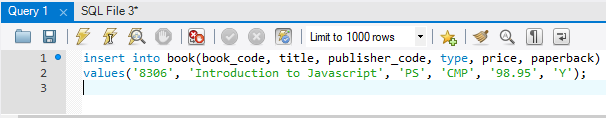 Query 1 SQL File 3*
Limit to 1000 rows
1 insert into book(book_code, title, publisher_code, type, price, paperback)
2 values('8306', 'Introduction to Javascript', 'PS', 'CMP', '98.95', 'Y');
3